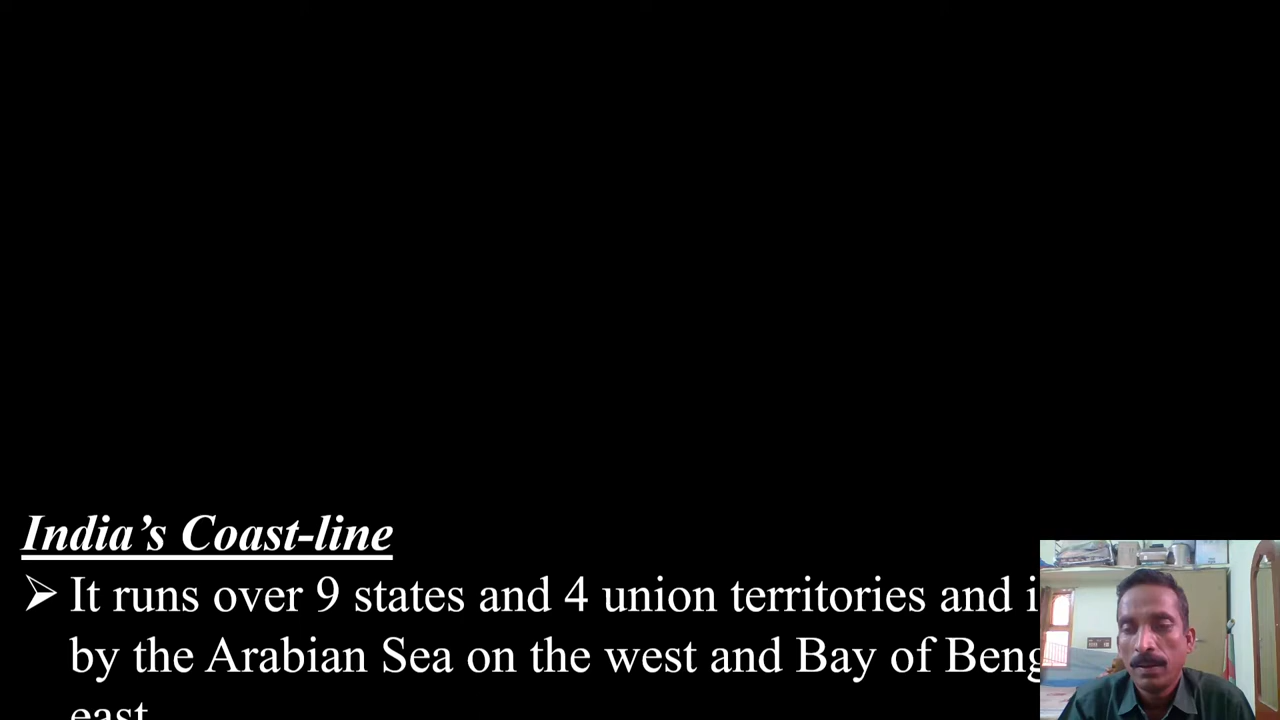 India’s Coast-line
➢ It runs over 9 states and 4 union territories and
by the Arabian Sea on the west and Bay of
east